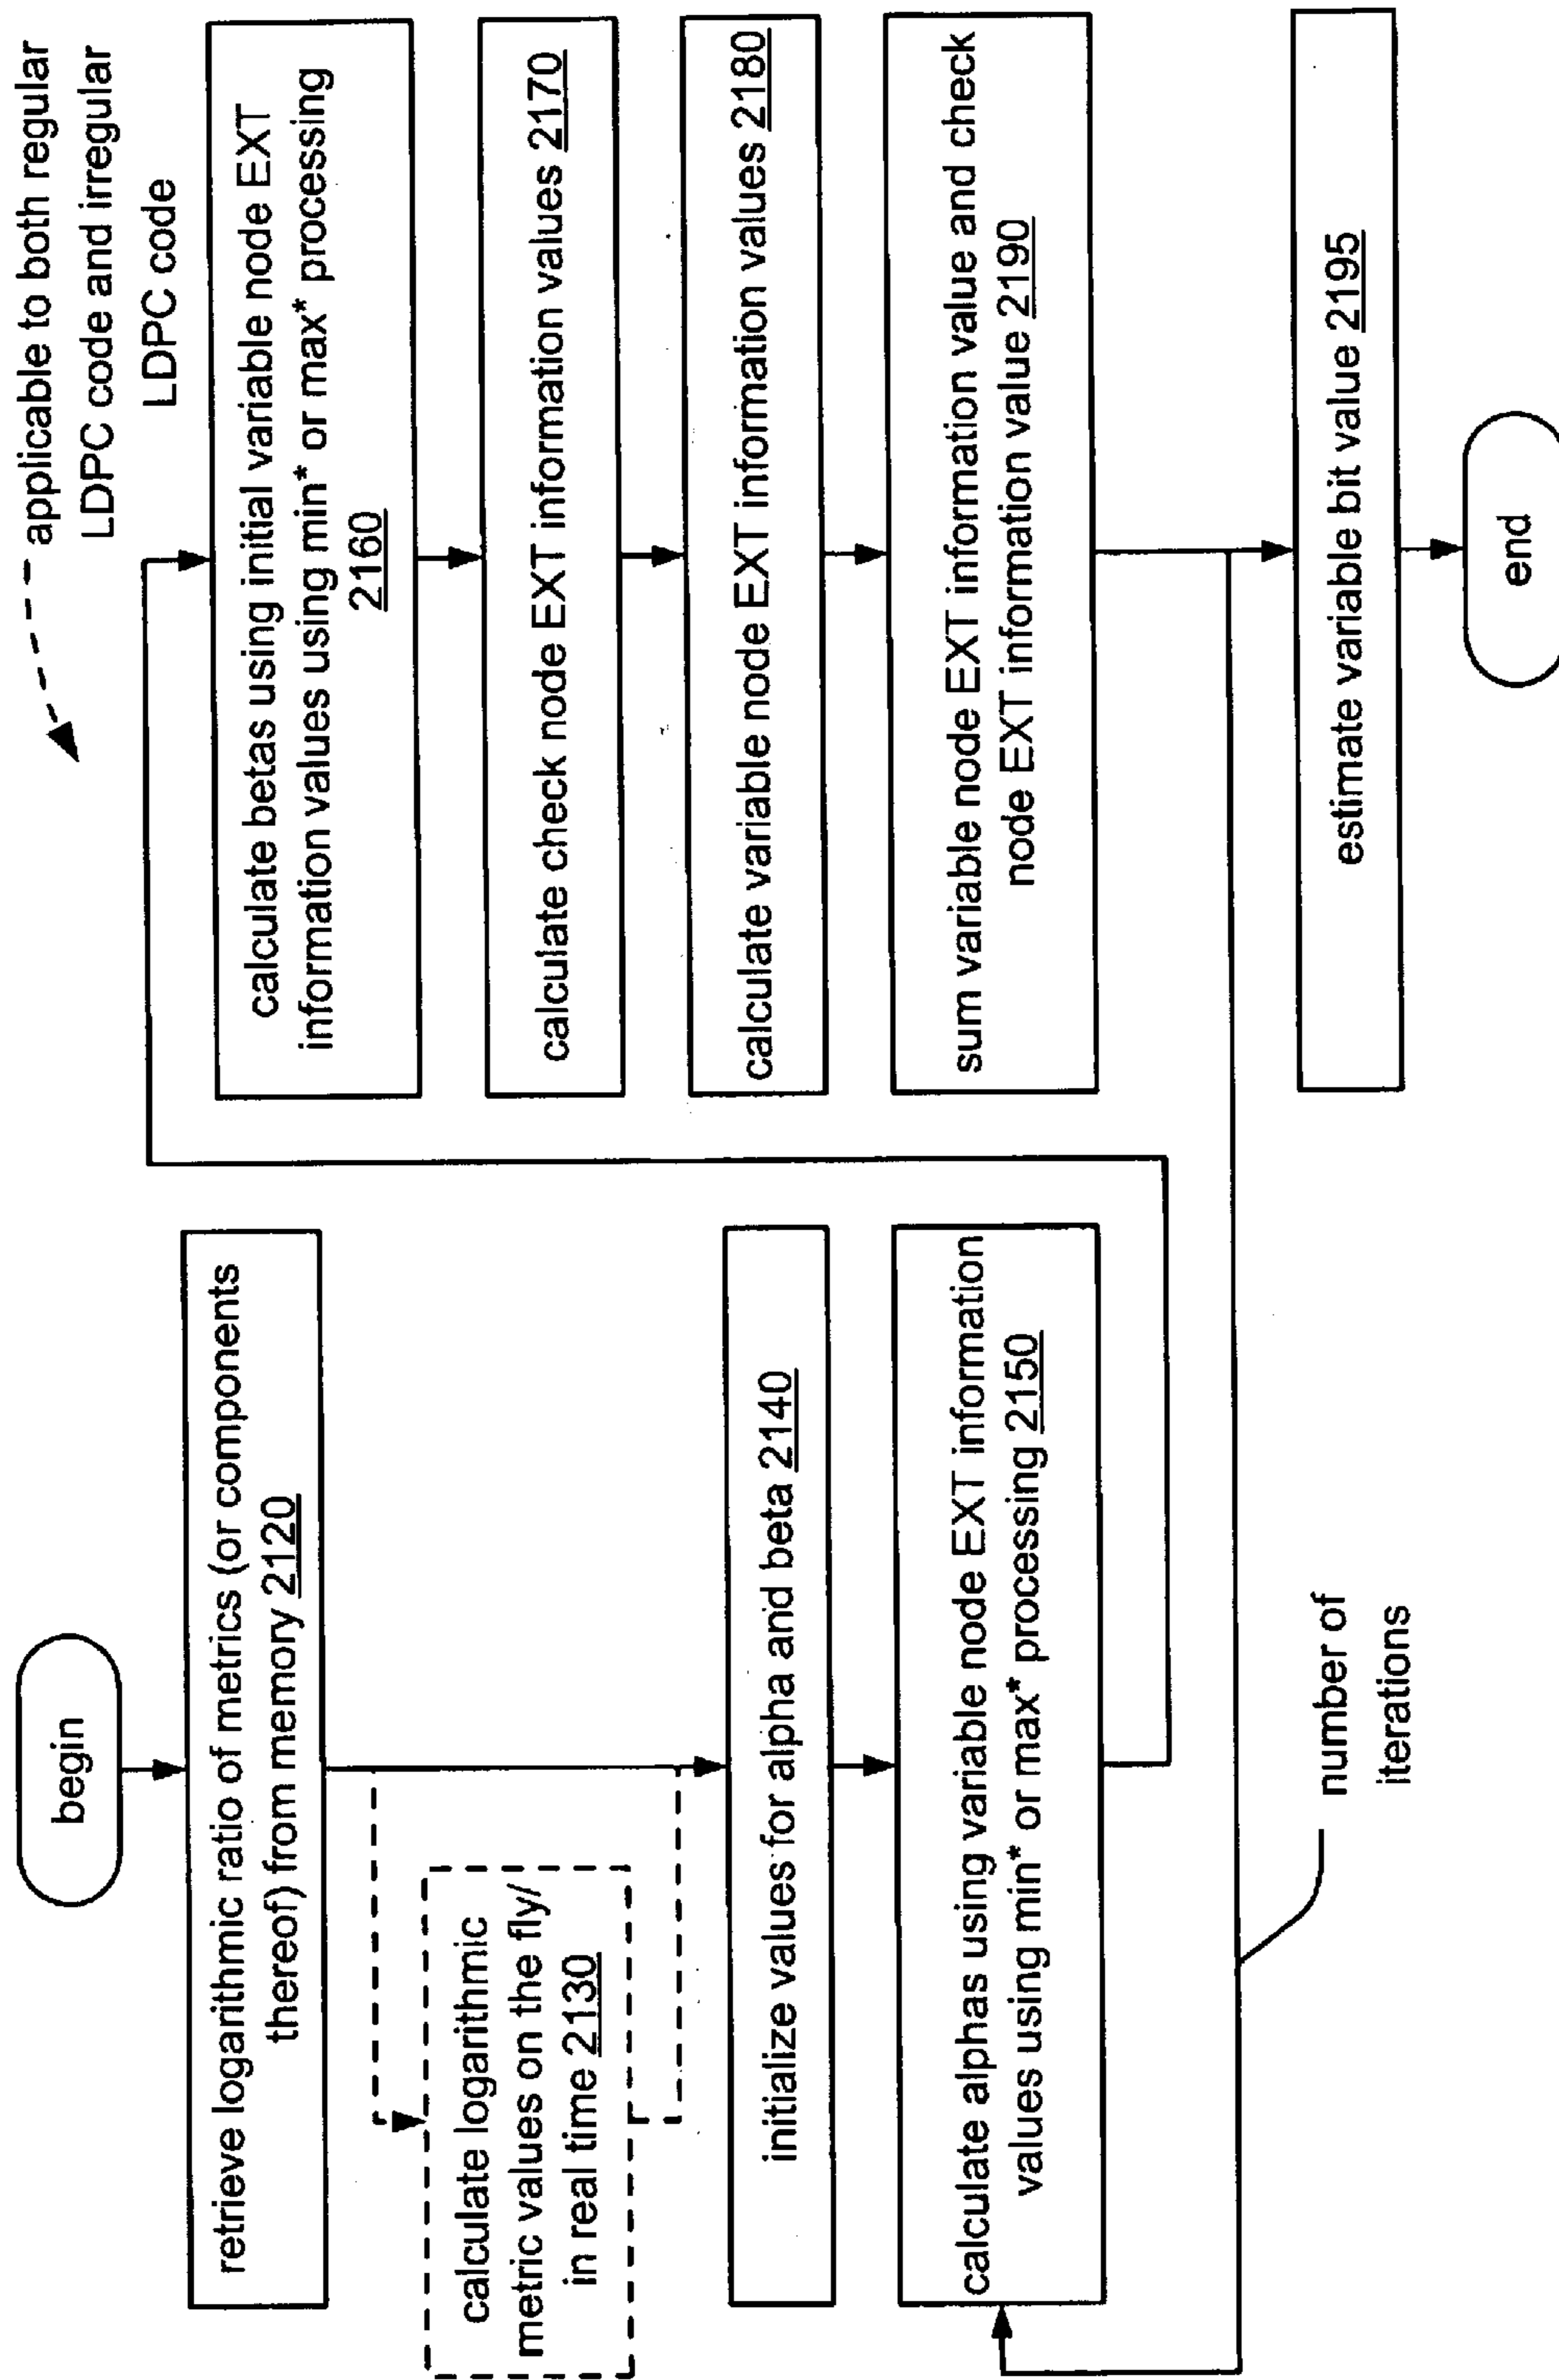 applicable to both regular
LDPC code and irregular
LDPC code
begin
retrieve logarithmic ratio of metrics (or components
thereof) from memory 2120
calculate logarithmic
metric values on the fly/
in real time 2130
initialize values for alpha and beta 2140
calculate alphas using variable node EXT information
values using min* or max* processing 2150
number of
iterations
calculate betas using initial variable node EXT
information values using min* or max* processing
2160
calculate check node EXT information values 2170
calculate variable node EXT information values 2180
sum variable node EXT information value and check
node EXT information value 2190
estimate variable bit value 2195
end